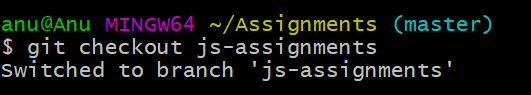 anu@Anu MINGW64 ~/Assignments (master)
$ git checkout js-assignments
Switched to branch 'js-assignments'